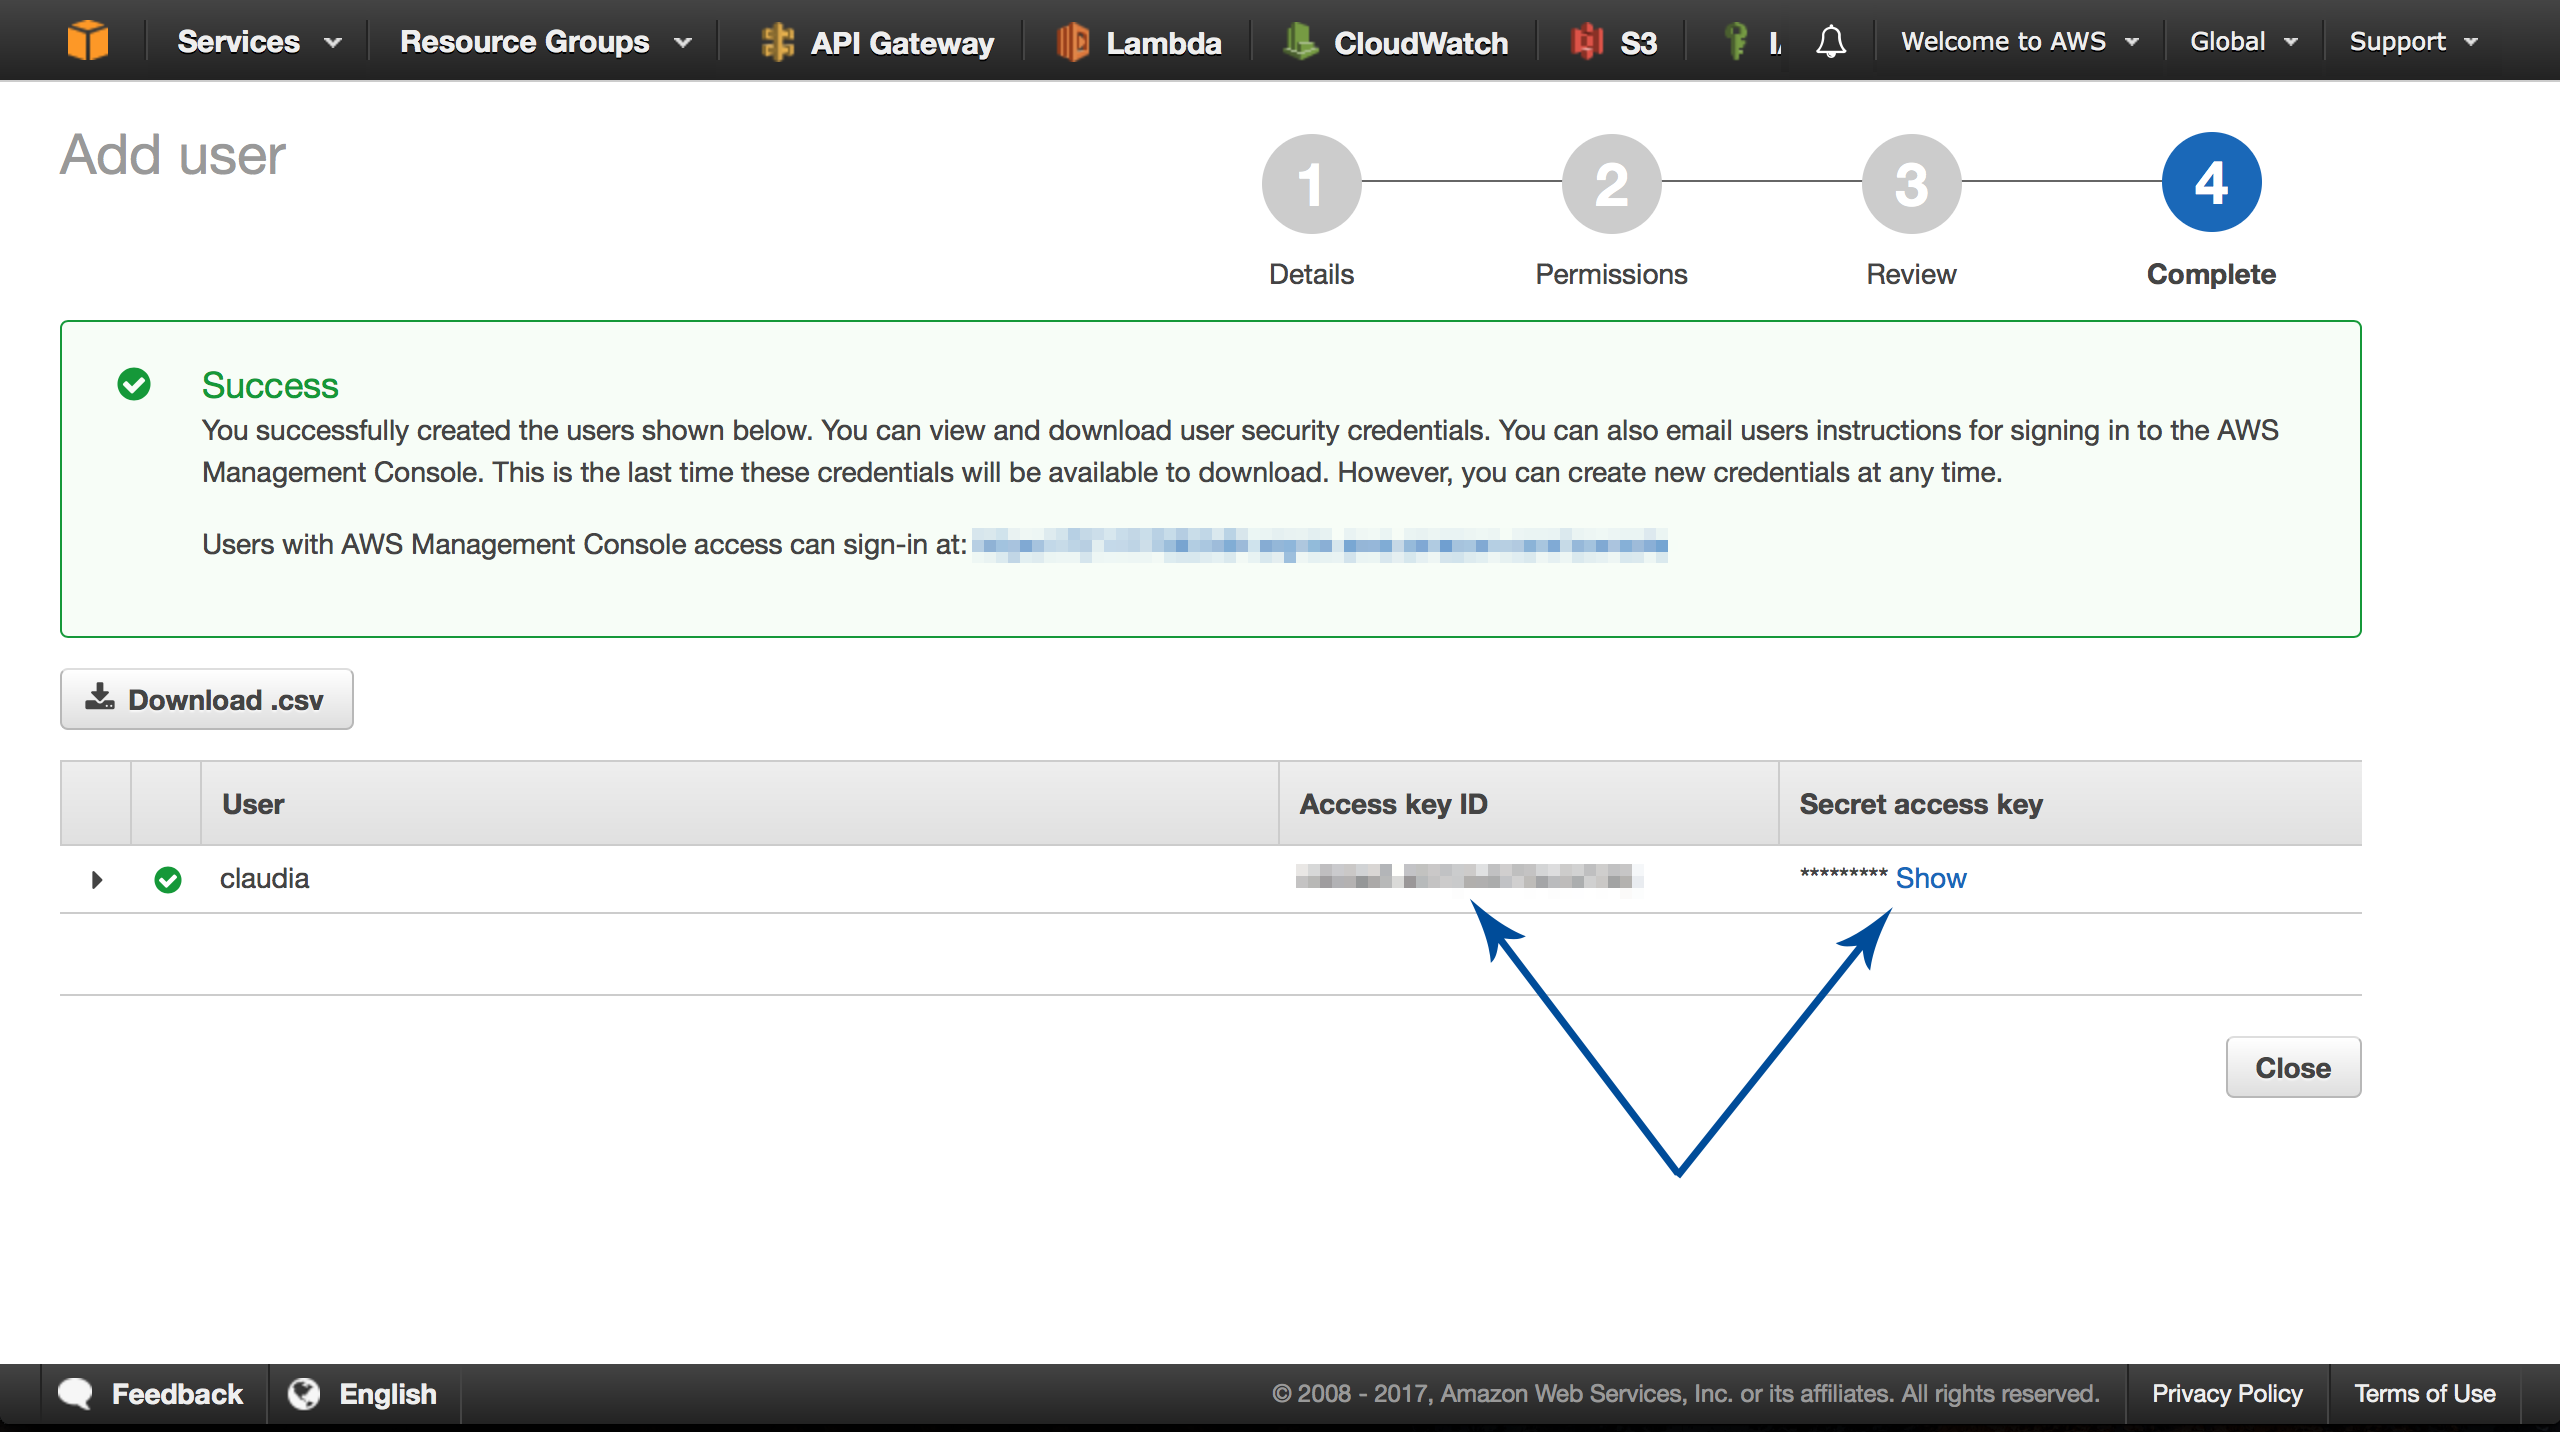 Services Resource Groups API Gateway Lambda CloudWatch S3 Welcome to AWS Global Support
Add user
1 2 3 4
Details Permissions Review Complete
Success
You successfully created the users shown below. You can view and download user security credentials. You can also email users instructions for signing in to the AWS
Management Console. This is the last time these credentials will be available to download. However, you can create new credentials at any time.
Users with AWS Management Console access can sign-in at:
Download .csv
User Access key ID Secret access key
claudia ********* Show
Close
Feedback English © 2008 - 2017, Amazon Web Services, Inc. or its affiliates. All rights reserved. Privacy Policy Terms of Use